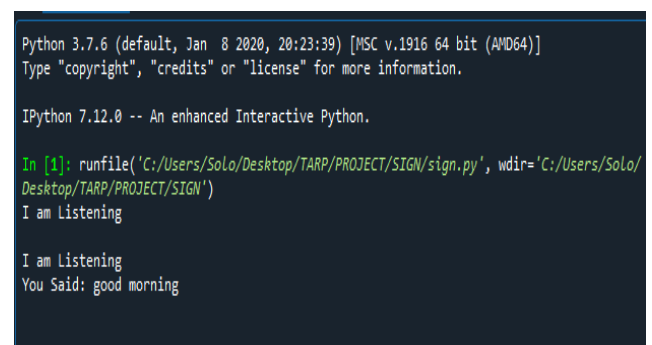 Python 3.7.6 (default, Jan  8 2020, 20:23:39) [MSC v.1916 64 bit (AMD64)]
Type "copyright", "credits" or "license" for more information.
IPython 7.12.0 -- An enhanced Interactive Python.
In [1]: runfile('C:/Users/Solo/Desktop/TARP/PROJECT/SIGN/sign.py', wdir='C:/Users/Solo/
Desktop/TARP/PROJECT/SIGN')
I am Listening
I am Listening
You Said: good morning